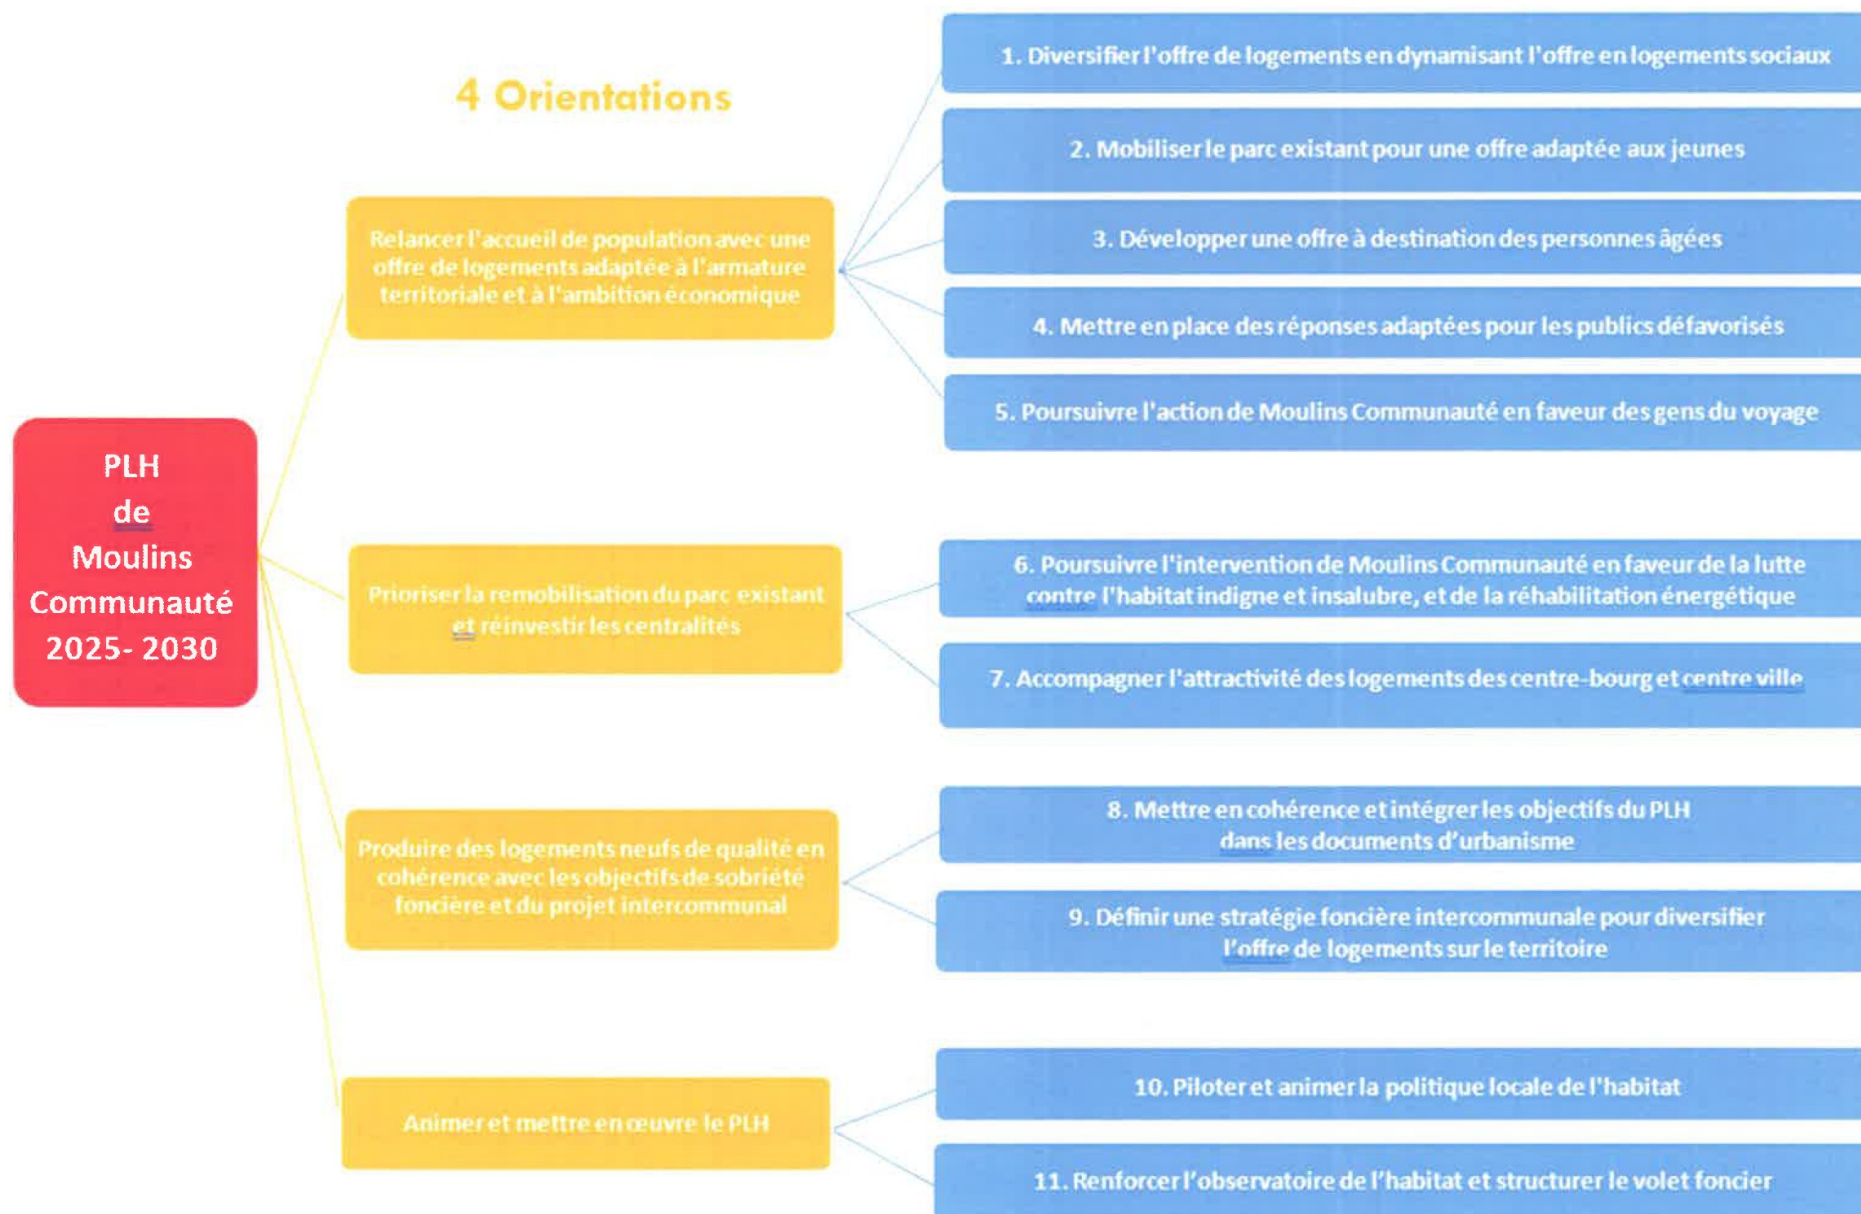 4 Orientations
PLH
de
Moulins
Communauté
2025- 2030
Relancer l'accueil de population avec une
offre de logements adaptée à l'armature
territoriale et à l'ambition économique
1. Diversifier l'offre de logements en dynamisant l'offre en logements sociaux
2. Mobiliser le parc existant pour une offre adaptée aux jeunes
3. Développer une offre à destination des personnes âgées
4. Mettre en place des réponses adaptées pour les publics défavorisés
5. Poursuivre l'action de Moulins Communauté en faveur des gens du voyage
Prioriser la remobilisation du parc existant
et réinvestir les centralités
6. Poursuivre l'intervention de Moulins Communauté en faveur de la lutte
contre l'habitat indigne et insalubre, et de la réhabilitation énergétique
7. Accompagner l'attractivité des logements des centre-bourg et centre ville
Produire des logements neufs de qualité en
cohérence avec les objectifs de sobriété
foncière et du projet intercommunal
8. Mettre en cohérence et intégrer les objectifs du PLH
dans les documents d’urbanisme
9. Définir une stratégie foncière intercommunale pour diversifier
l’offre de logements sur le territoire
Animer et mettre en œuvre le PLH
10. Piloter et animer la politique locale de l'habitat
11. Renforcer l’observatoire de l’habitat et structurer le volet foncier